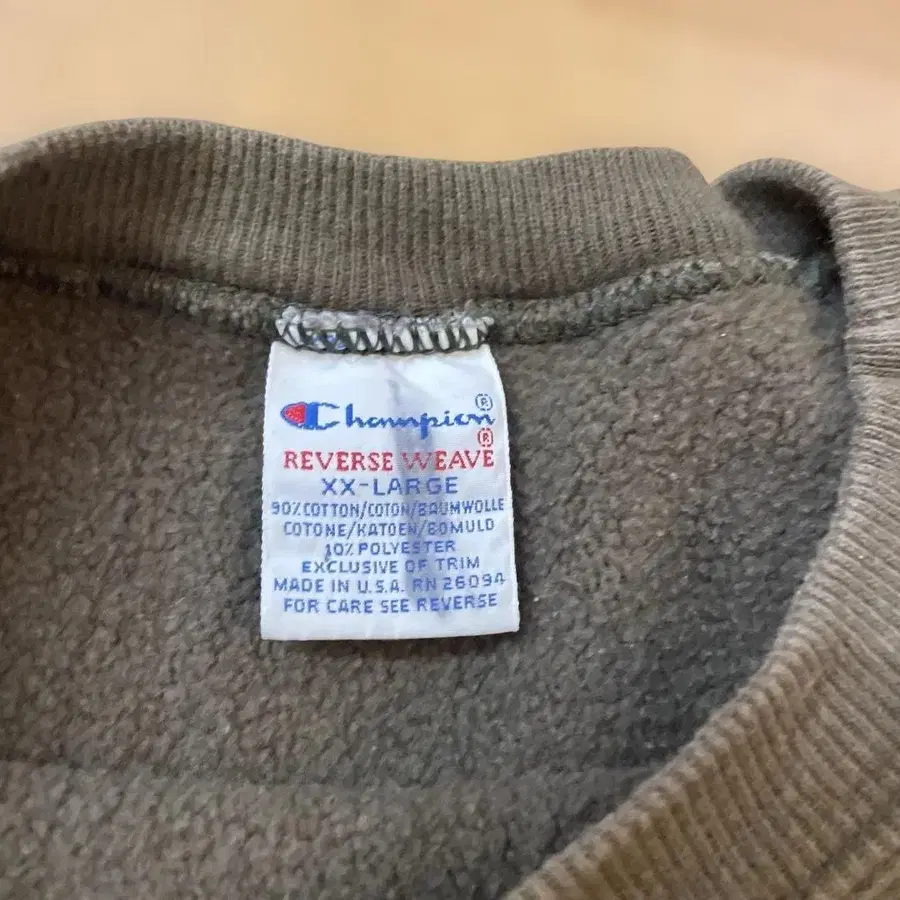 Champion®
®
REVERSE WEAVE
XX-LARGE
90% COTTON/COTON/BAUMWOLLE
COTONE/KATOEN/BOMULD
10% POLYESTER
EXCLUSIVE OF TRIM
MADE IN U.S.A. RN 26094
FOR CARE SEE REVERSE